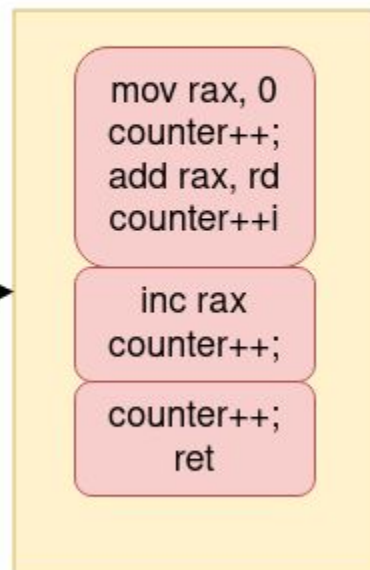 mov rax, 0
counter++;
add rax, rd
counter++i
inc rax
counter++;
counter++;
ret